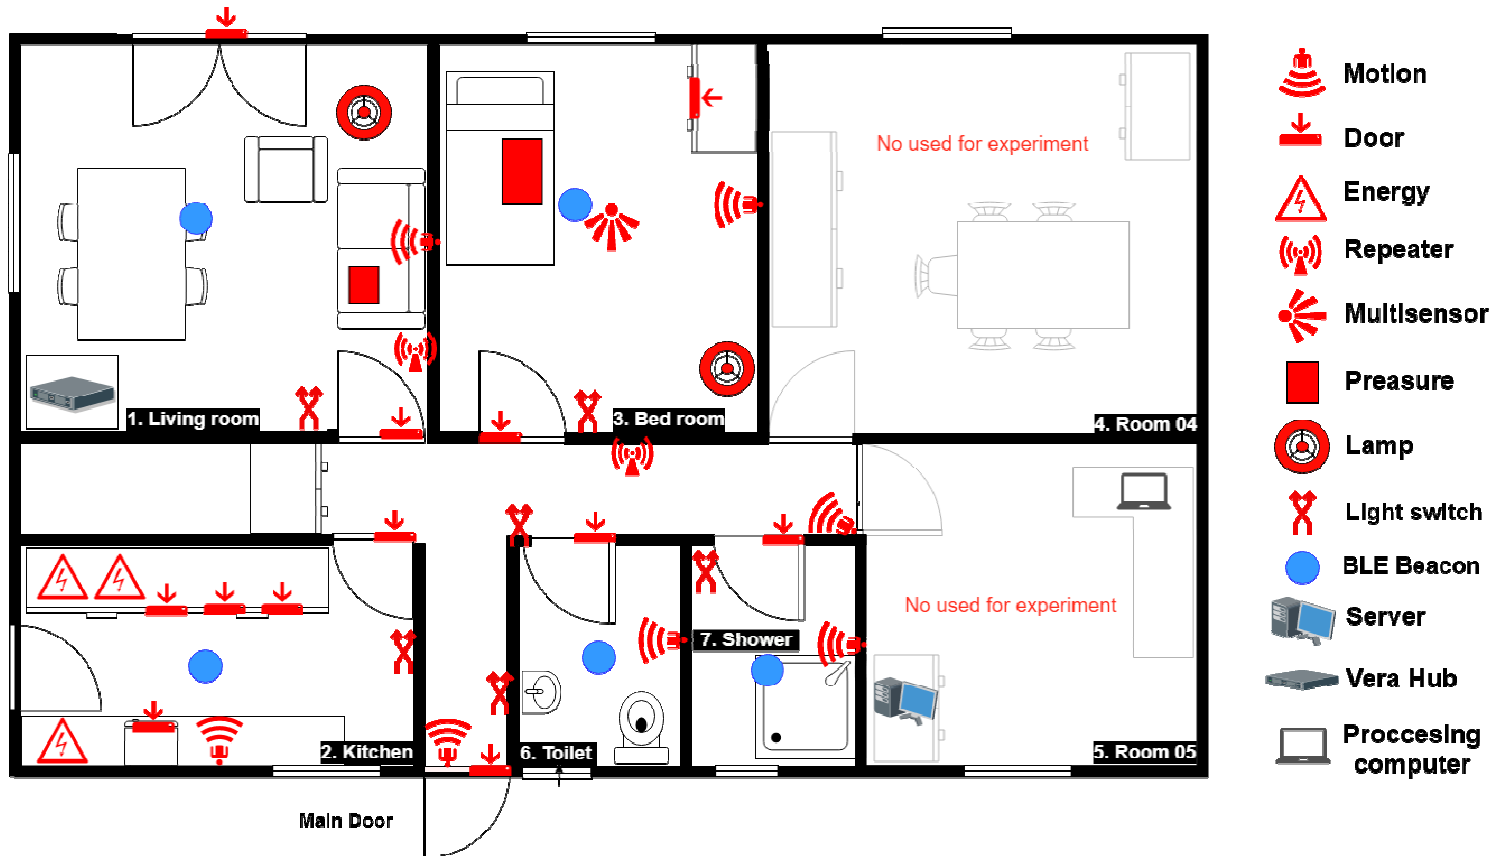 No used for experiment
1. Living room
3. Bed room
4. Room 04
No used for experiment
7. Shower
2. Kitchen
6. Toilet
5. Room 05
Main Door
Motion
Door
Energy
Repeater
Multisensor
Preasure
Lamp
Light switch
BLE Beacon
Server
Vera Hub
Proccesing
computer